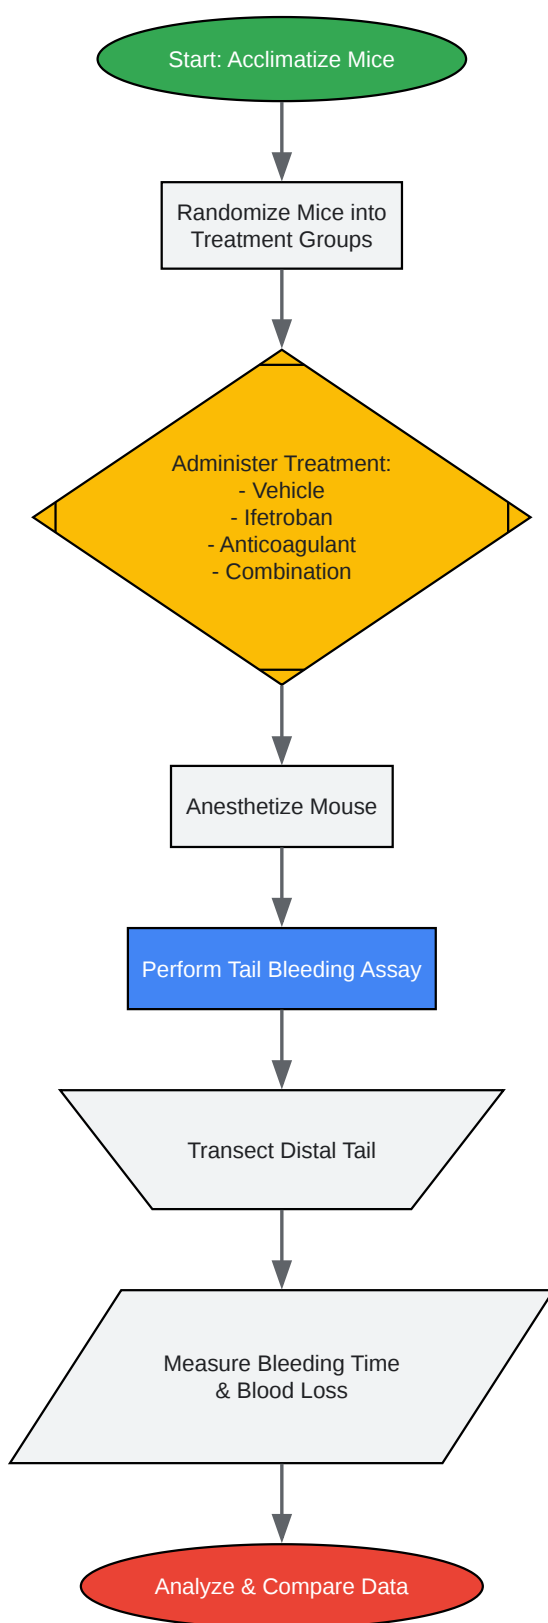 Start: Acclimatize Mice
Randomize Mice into
Treatment Groups
Administer Treatment:
- Vehicle
- Ifetroban
- Anticoagulant
- Combination
Anesthetize Mouse
Perform Tail Bleeding Assay
Transect Distal Tail
Measure Bleeding Time
& Blood Loss
Analyze & Compare Data